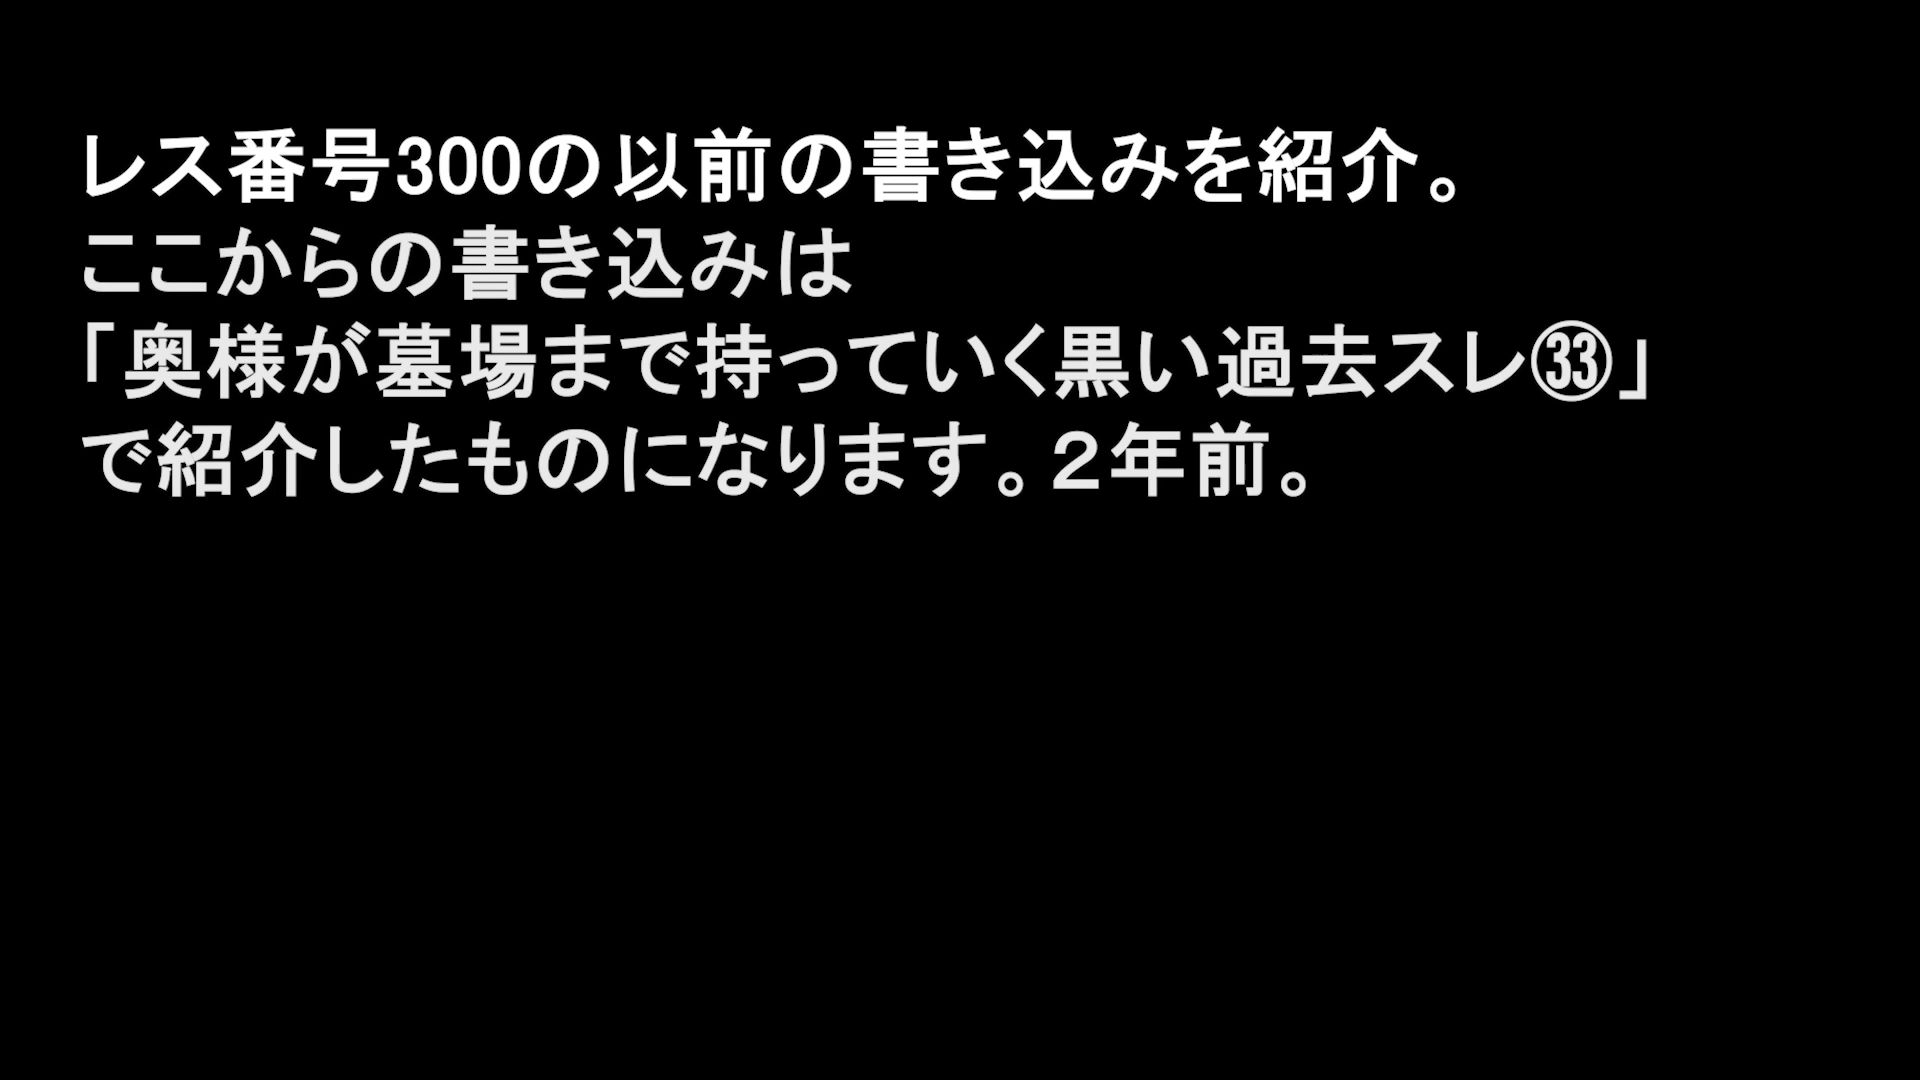 レス番号300の以前の書き込みを紹介。
ここからの書き込みは
「奥様が墓場まで持っていく黒い過去スレ㉝」
で紹介したものになります。２年前。